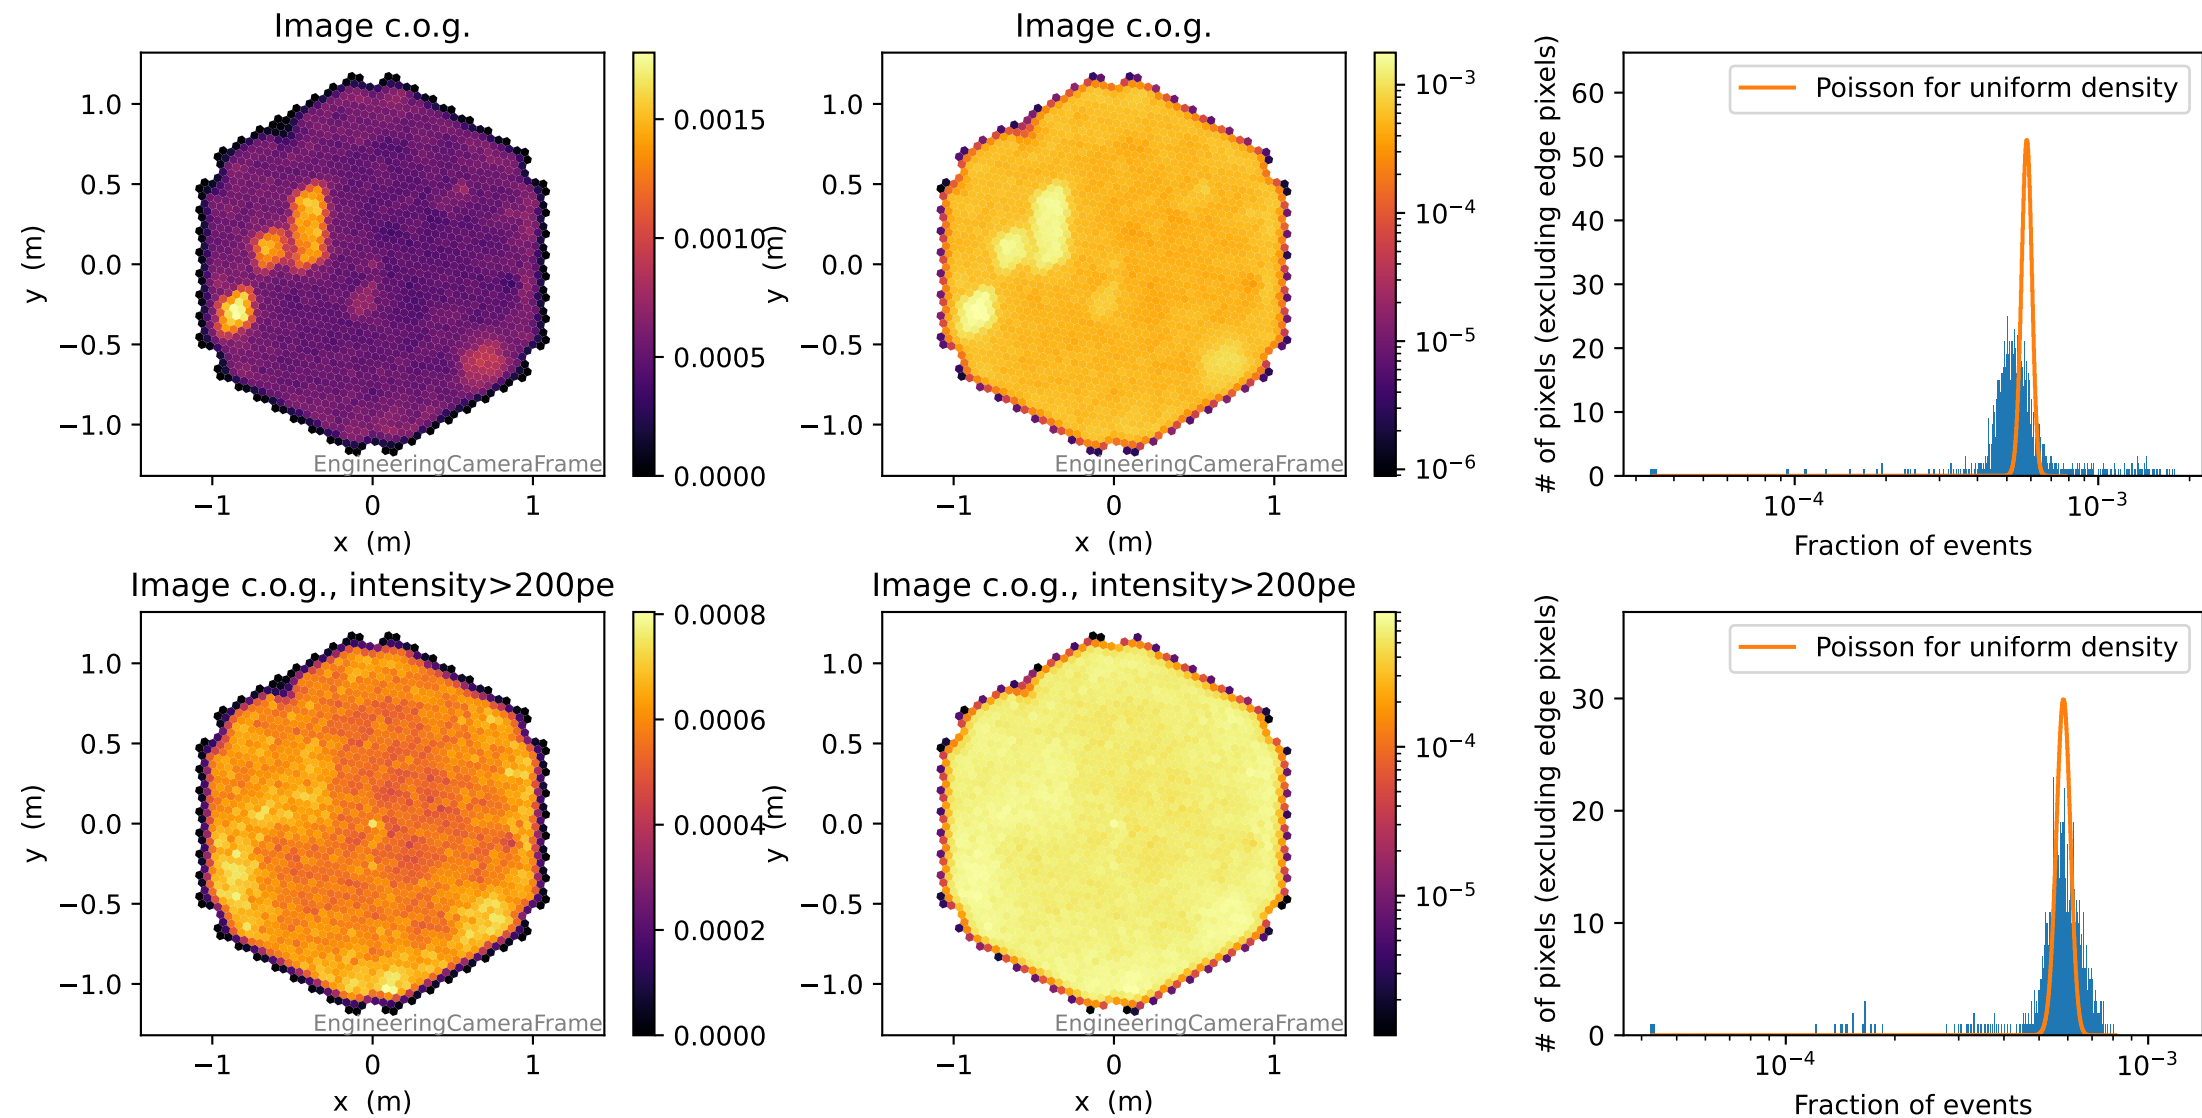 Image c.o.g.
1.0
0.5
0.0
−0.5
−1.0
y (m)
−1
0
1
x (m)
EngineeringCameraFrame
0.0015
0.0010
0.0005
0.0000
Image c.o.g.
1.0
0.5
0.0
−0.5
−1.0
y (m)
−1
0
1
x (m)
EngineeringCameraFrame
10⁻³
10⁻⁴
10⁻⁵
10⁻⁶
# of pixels (excluding edge pixels)
60
50
40
30
20
10
0
Poisson for uniform density
10⁻⁴
10⁻³
Fraction of events
Image c.o.g., intensity>200pe
1.0
0.5
0.0
−0.5
−1.0
y (m)
−1
0
1
x (m)
EngineeringCameraFrame
0.0008
0.0006
0.0004
0.0002
0.0000
Image c.o.g., intensity>200pe
1.0
0.5
0.0
−0.5
−1.0
y (m)
−1
0
1
x (m)
EngineeringCameraFrame
10⁻⁴
10⁻⁵
# of pixels (excluding edge pixels)
30
20
10
0
Poisson for uniform density
10⁻⁴
10⁻³
Fraction of events